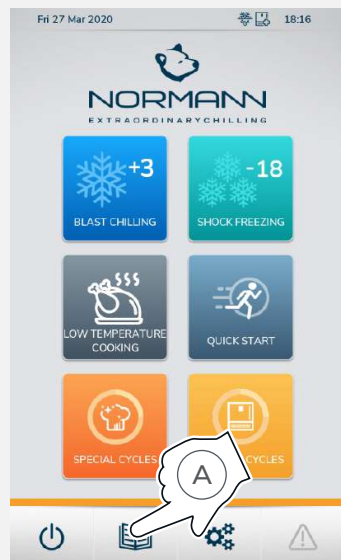 Fri 27 Mar 2020 18:16
NORMANN
EXTRAORDINARYCHILLING
+3
BLAST CHILLING
-18
SHOCK FREEZING
LOW TEMPERATURE
COOKING
QUICK START
SPECIAL CYCLES
CYCLES
A